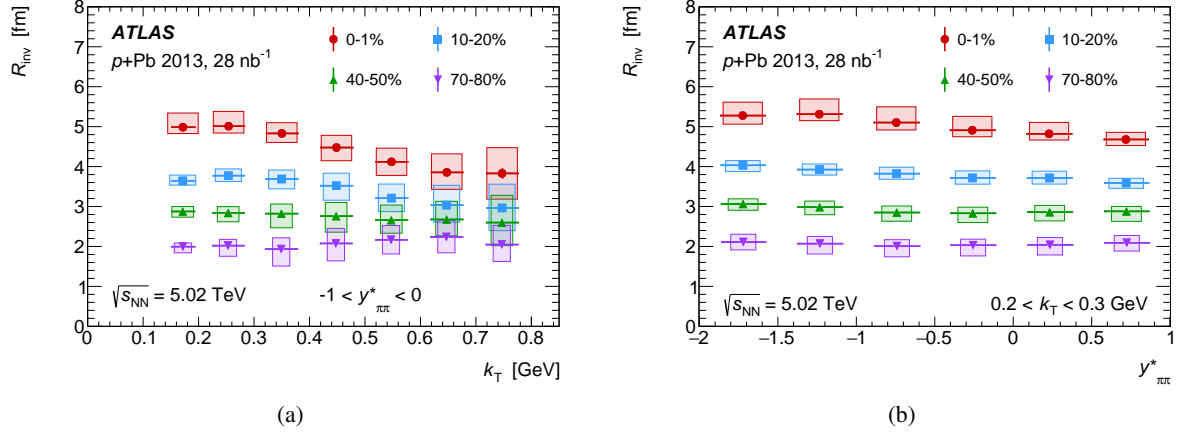 R_inv [fm]
8
7
6
5
4
3
2
1
0
ATLAS
p+Pb 2013, 28 nb⁻¹
0-1%
10-20%
40-50%
70-80%
√s_NN = 5.02 TeV
-1 < y*_ππ < 0
0 0.1 0.2 0.3 0.4 0.5 0.6 0.7 0.8
k_T [GeV]
(a)
R_inv [fm]
8
7
6
5
4
3
2
1
0
ATLAS
p+Pb 2013, 28 nb⁻¹
0-1%
10-20%
40-50%
70-80%
√s_NN = 5.02 TeV
0.2 < k_T < 0.3 GeV
−2 −1.5 −1 −0.5 0 0.5 1
y*_ππ
(b)